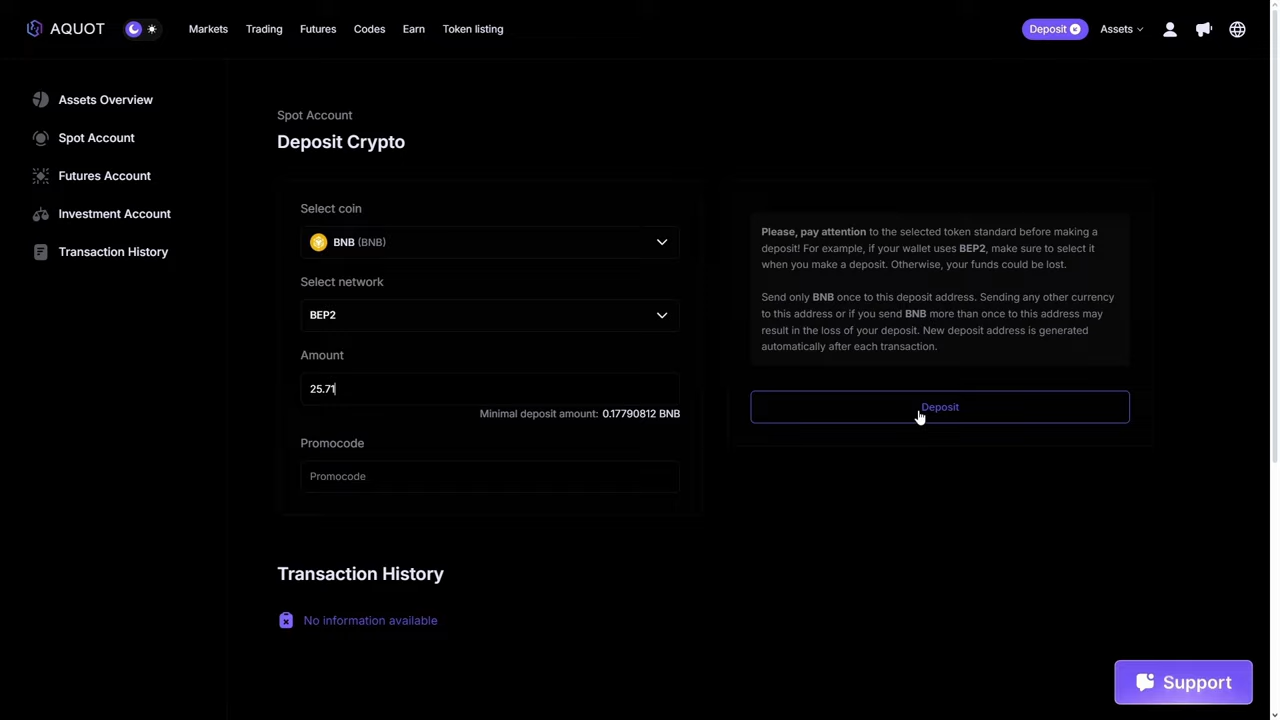 AQUOT
Markets
Trading
Futures
Codes
Earn
Token listing
Deposit
Assets
Assets Overview
Spot Account
Futures Account
Investment Account
Transaction History
Spot Account
Deposit Crypto
Select coin
BNB (BNB)
Select network
BEP2
Amount
25.71
Minimal deposit amount: 0.17790812 BNB
Promocode
Promocode
Please, pay attention to the selected token standard before making a
deposit! For example, if your wallet uses BEP2, make sure to select it
when you make a deposit. Otherwise, your funds could be lost.
Send only BNB once to this deposit address. Sending any other currency
to this address or if you send BNB more than once to this address may
result in the loss of your deposit. New deposit address is generated
automatically after each transaction.
Deposit
Transaction History
No information available
Support